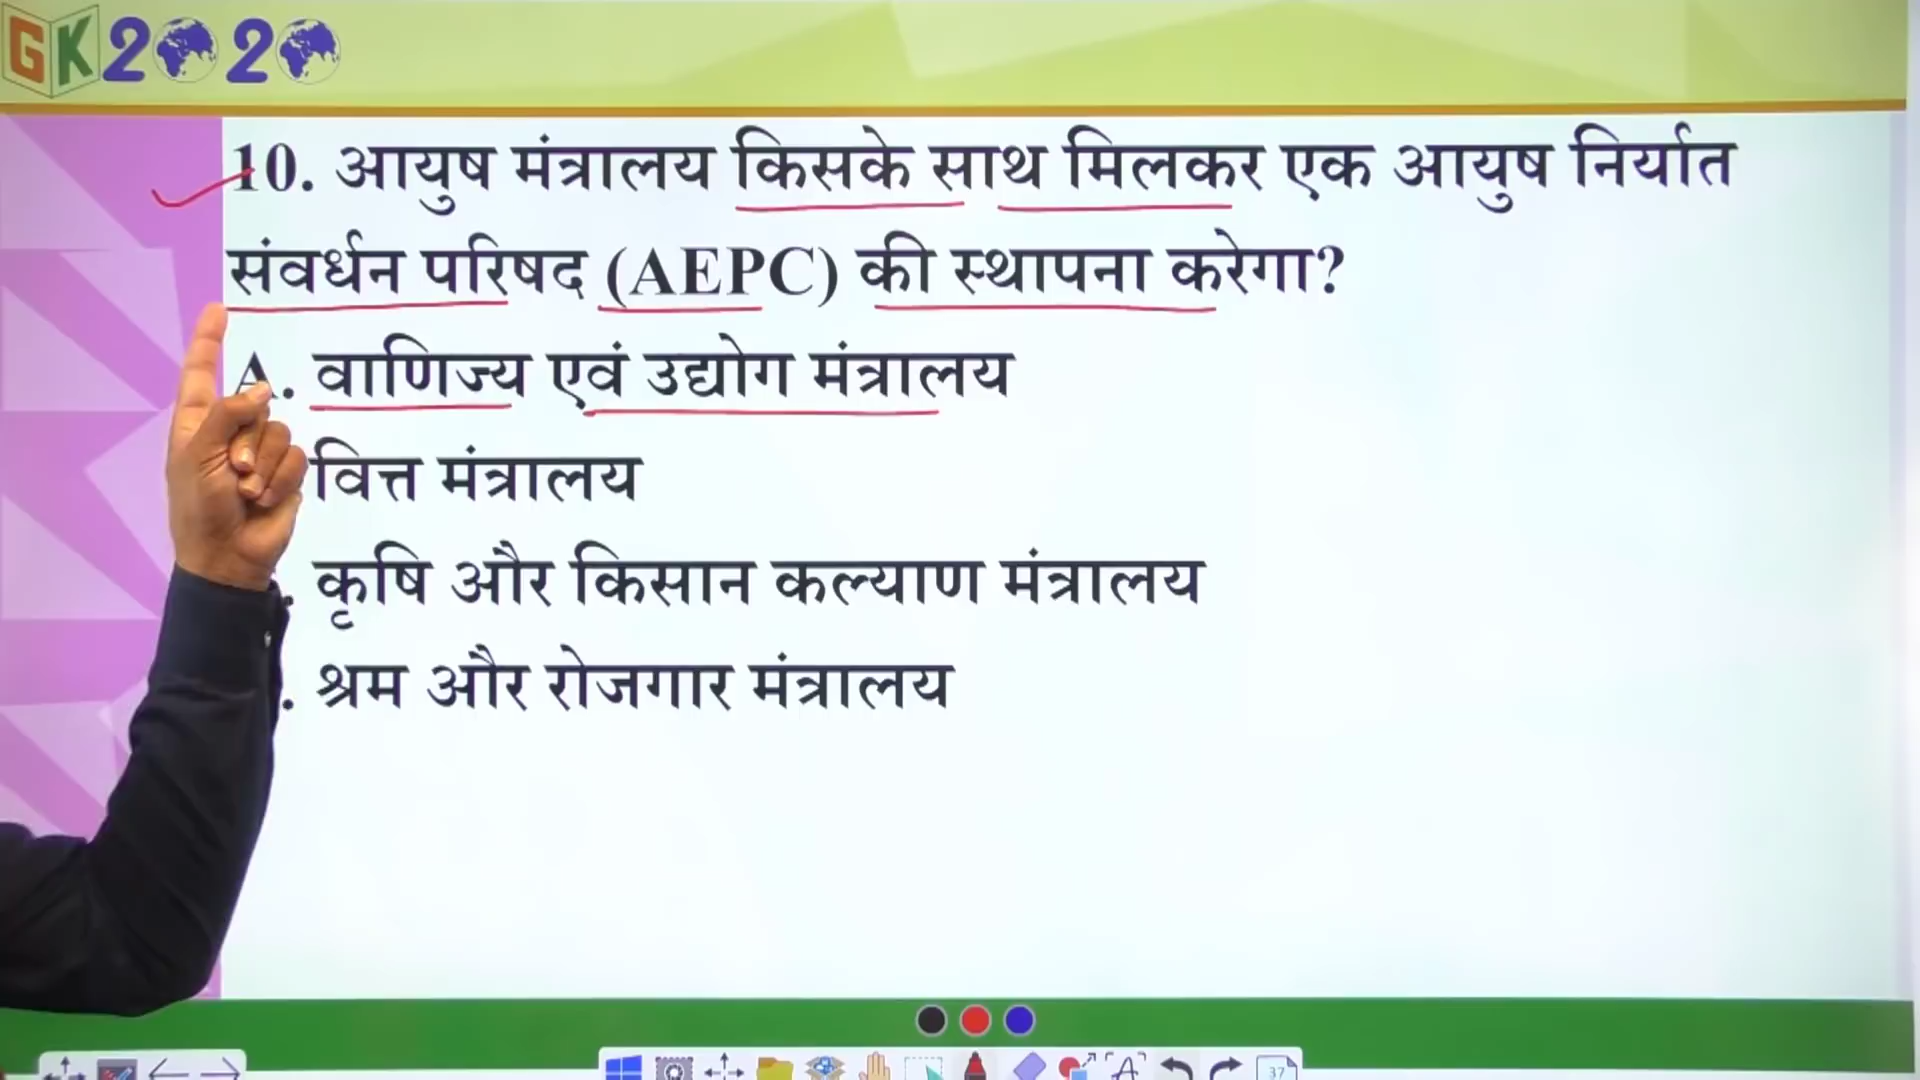 GK2020
10. आयुष मंत्रालय किसके साथ मिलकर एक आयुष निर्यात
संवर्धन परिषद (AEPC) की स्थापना करेगा?
A. वाणिज्य एवं उद्योग मंत्रालय
वित्त मंत्रालय
. कृषि और किसान कल्याण मंत्रालय
. श्रम और रोजगार मंत्रालय
37